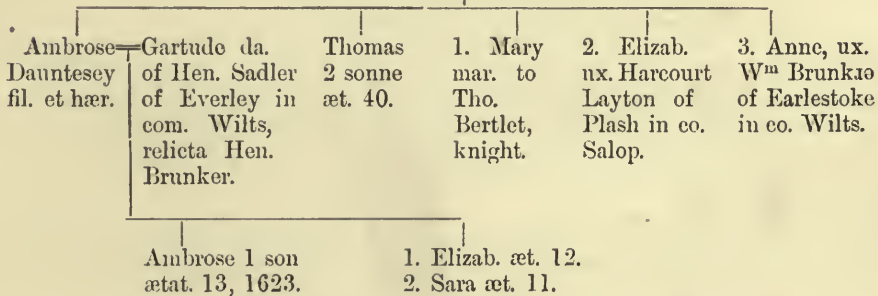 Ambrose
Dauntesey
fil. et hær.
Gartude da.
of Hen. Sadler
of Everley in
com. Wilts,
relicta Hen.
Brunker.
Thomas
2 sonne
æt. 40.
1. Mary
mar. to
Tho.
Bertlet,
knight.
2. Elizab.
ux. Harcourt
Layton of
Plash in co.
Salop.
3. Anne, ux.
Wm
of Earlestoke
in co. Wilts.
Ambrose 1 son
ætat. 13, 1623.
1. Elizab. æt. 12.
2. Sara æt. 11.